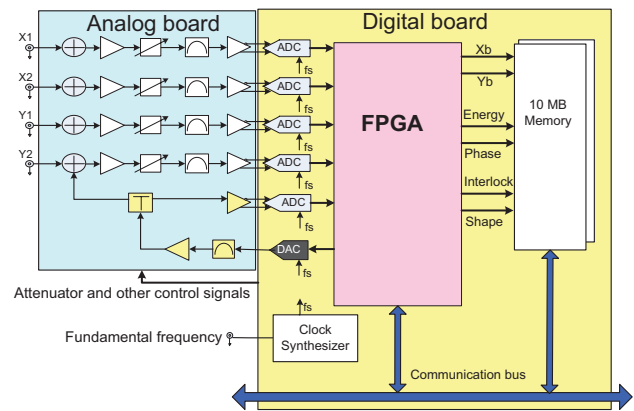 Analog board
Digital board
X1
X2
Y1
Y2
ADC
fs
ADC
fs
ADC
fs
ADC
fs
ADC
fs
DAC
fs
FPGA
Xb
Yb
Energy
Phase
Interlock
Shape
10 MB
Memory
Attenuator and other control signals
fs
Fundamental frequency
Clock
Synthesizer
Communication bus